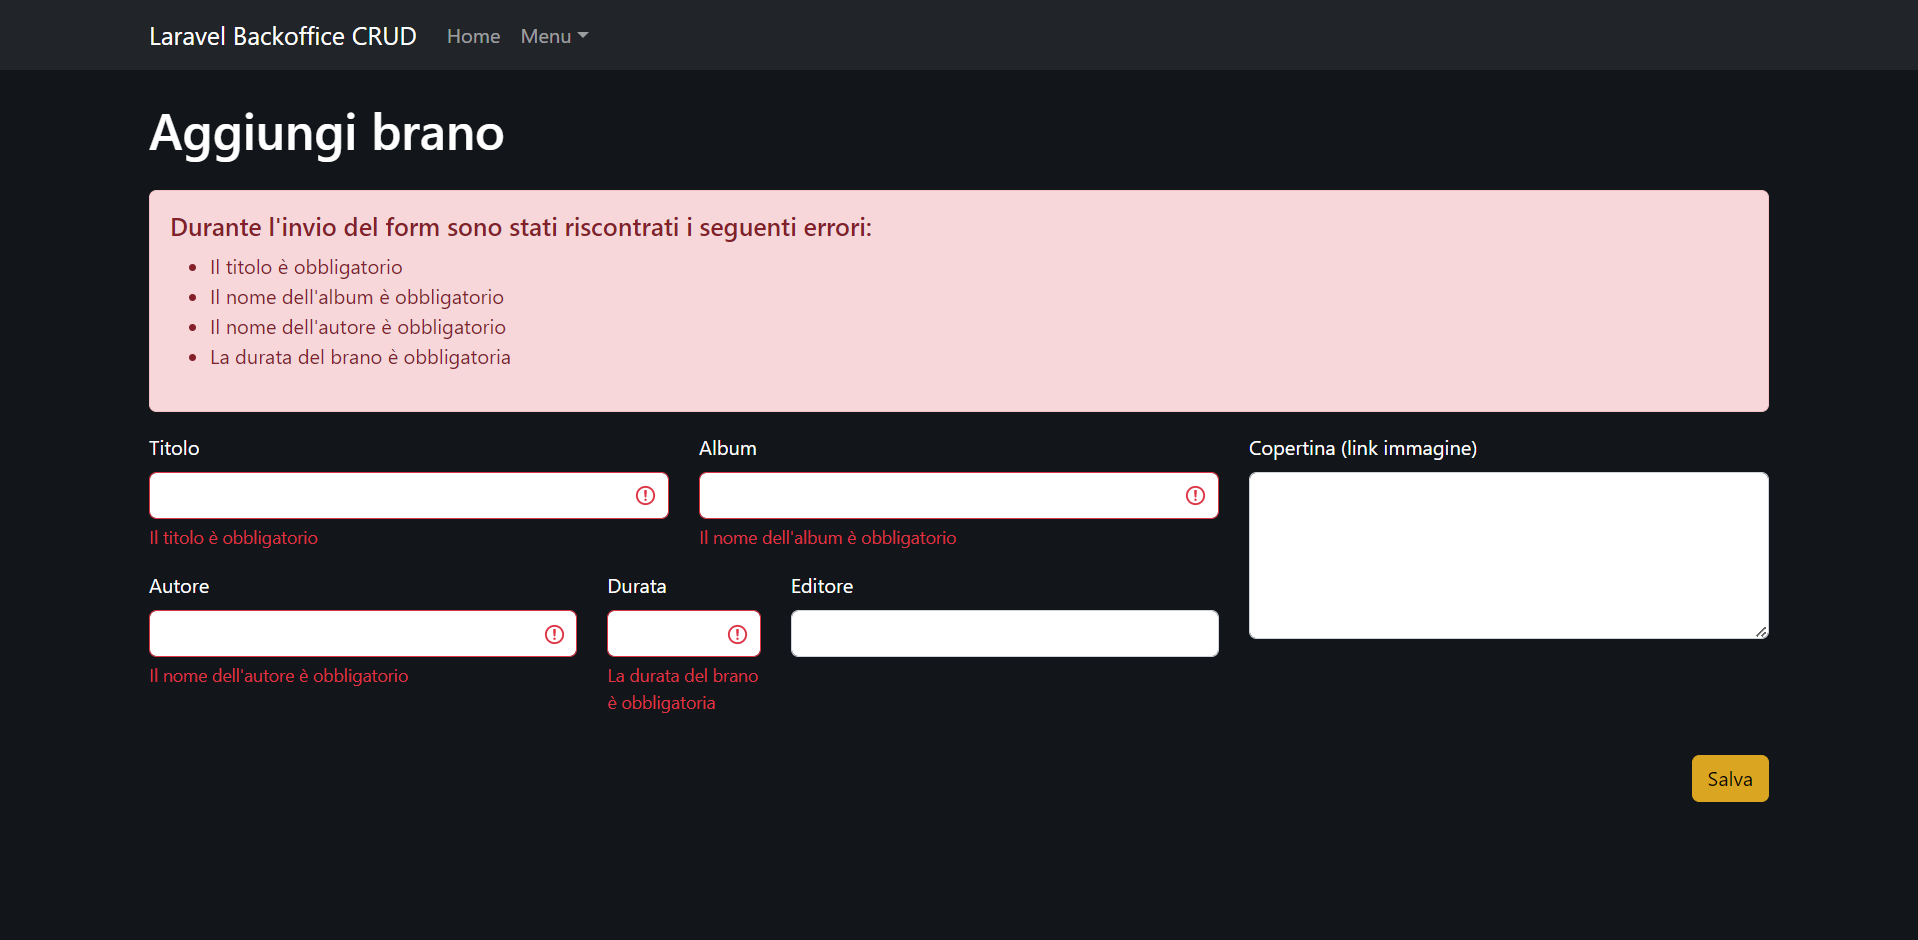 Laravel Backoffice CRUD Home Menu
Aggiungi brano
Durante l'invio del form sono stati riscontrati i seguenti errori:
Il titolo è obbligatorio
Il nome dell'album è obbligatorio
Il nome dell'autore è obbligatorio
La durata del brano è obbligatoria
Titolo Album Copertina (link immagine)
Il titolo è obbligatorio Il nome dell'album è obbligatorio
Autore Durata Editore
Il nome dell'autore è obbligatorio La durata del brano
è obbligatoria
Salva